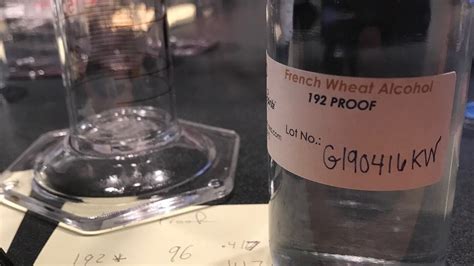 French Wheat Alcohol
192 PROOF
Lot No.: G190416KW
Proof
192* 96